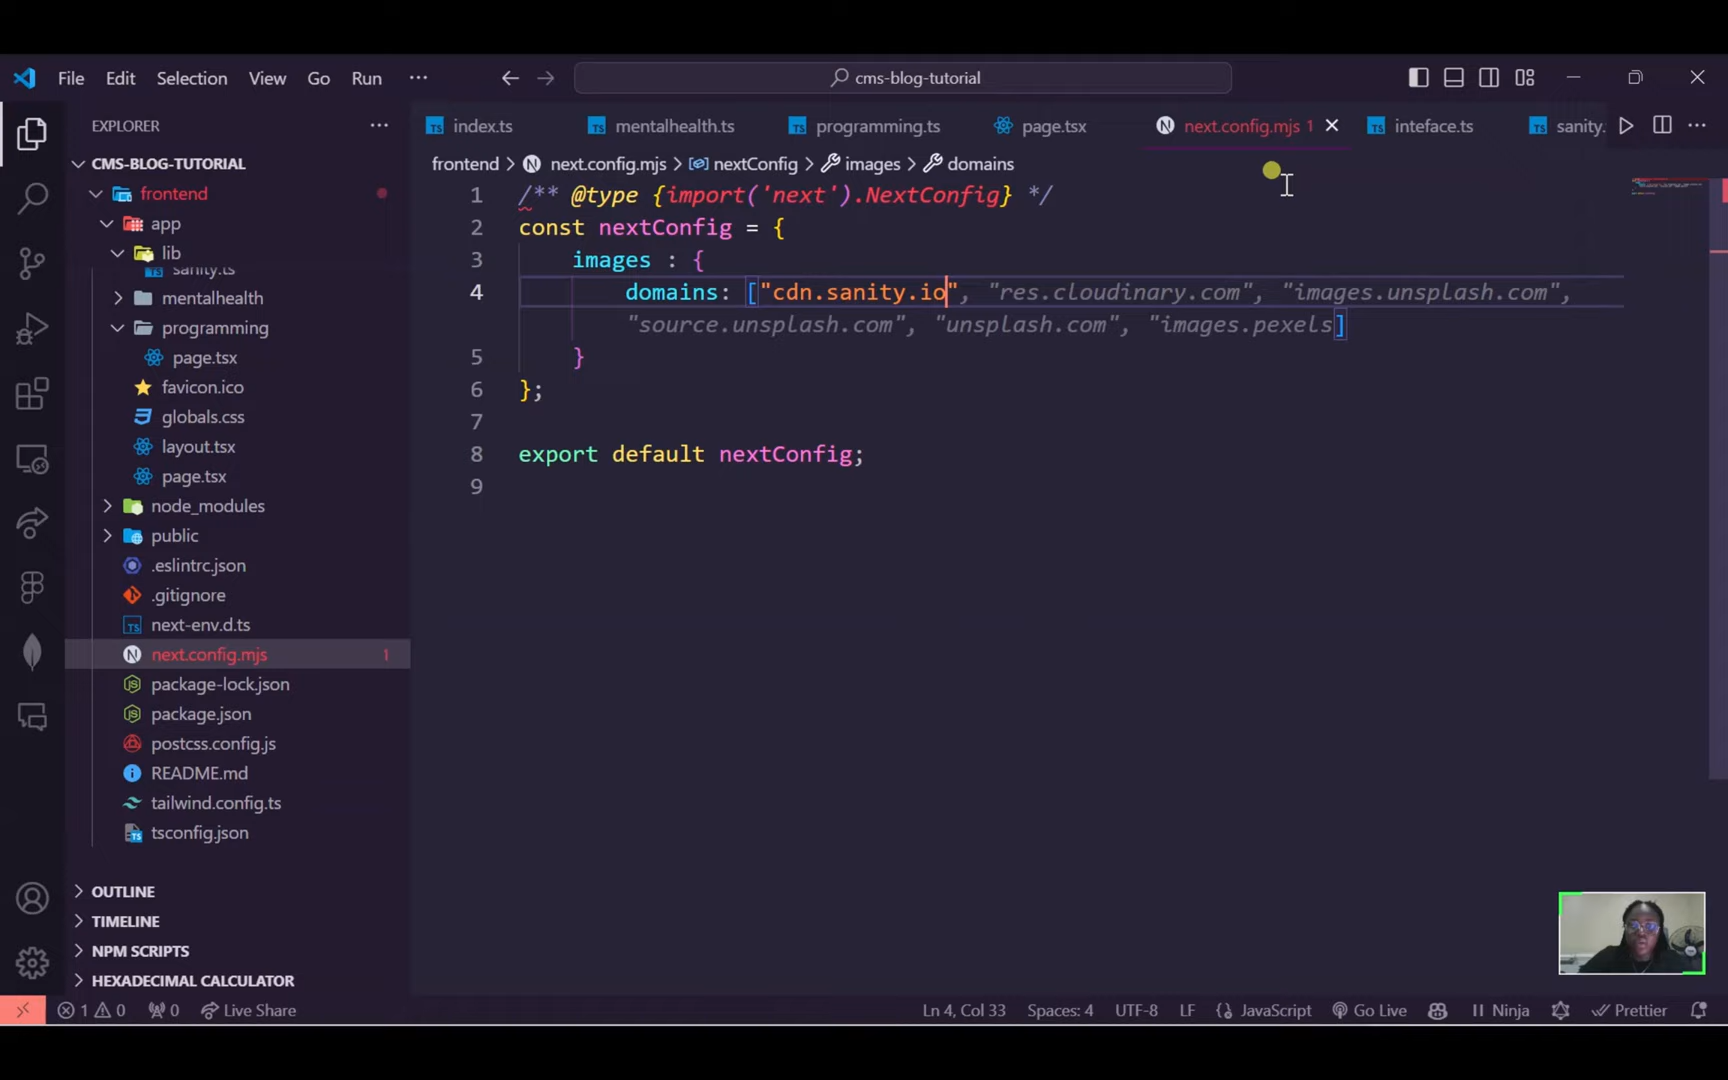 File Edit Selection View Go Run ···
cms-blog-tutorial
EXPLORER
CMS-BLOG-TUTORIAL
frontend
app
lib
sanity.ts
mentalhealth
programming
page.tsx
favicon.ico
globals.css
layout.tsx
page.tsx
node_modules
public
.eslintrc.json
.gitignore
next-env.d.ts
next.config.mjs 1
package-lock.json
package.json
postcss.config.js
README.md
tailwind.config.ts
tsconfig.json
OUTLINE
TIMELINE
NPM SCRIPTS
HEXADECIMAL CALCULATOR
index.ts mentalhealth.ts programming.ts page.tsx next.config.mjs 1 inteface.ts sanity.
frontend > next.config.mjs > nextConfig > images > domains
1 /** @type {import('next').NextConfig} */
2 const nextConfig = {
3 images : {
4 domains: ["cdn.sanity.io", "res.cloudinary.com", "images.unsplash.com",
"source.unsplash.com", "unsplash.com", "images.pexels]
5 }
6 };
7
8 export default nextConfig;
9
1 0 0 Live Share Ln 4, Col 33 Spaces: 4 UTF-8 LF JavaScript Go Live Ninja Prettier